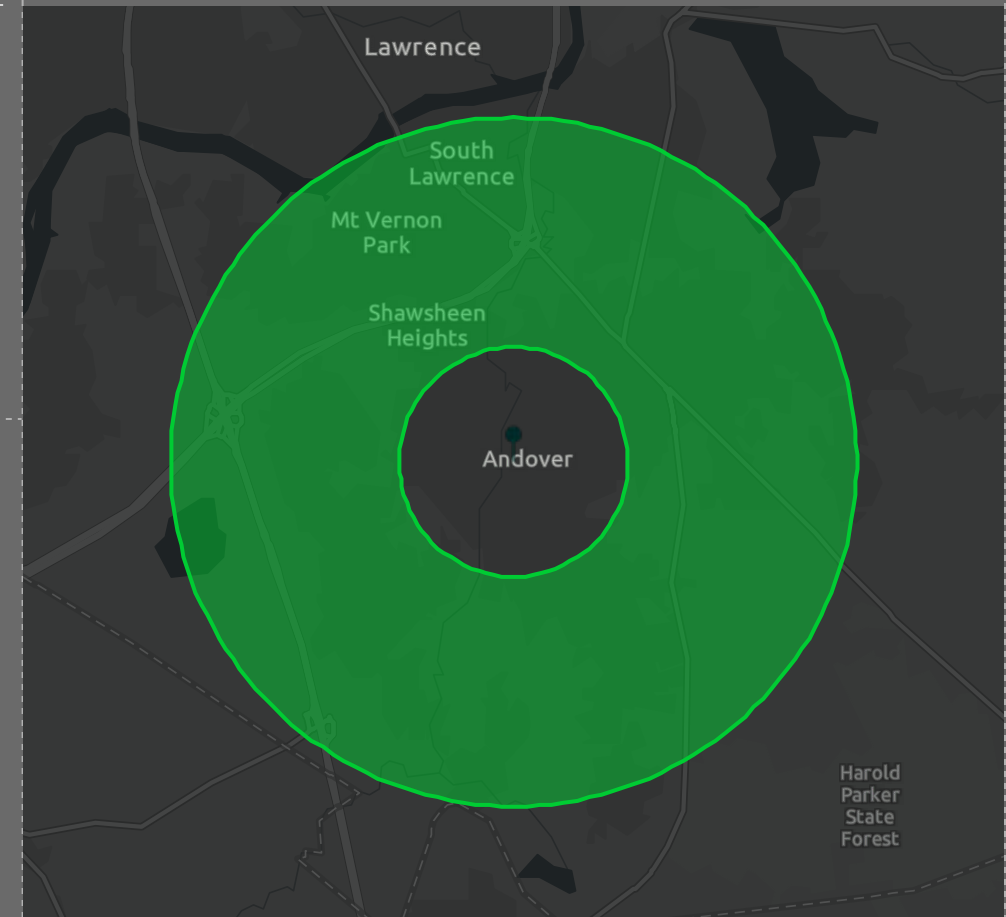 Lawrence
South
Lawrence
Mt Vernon
Park
Shawsheen
Heights
Andover
Harold
Parker
State
Forest